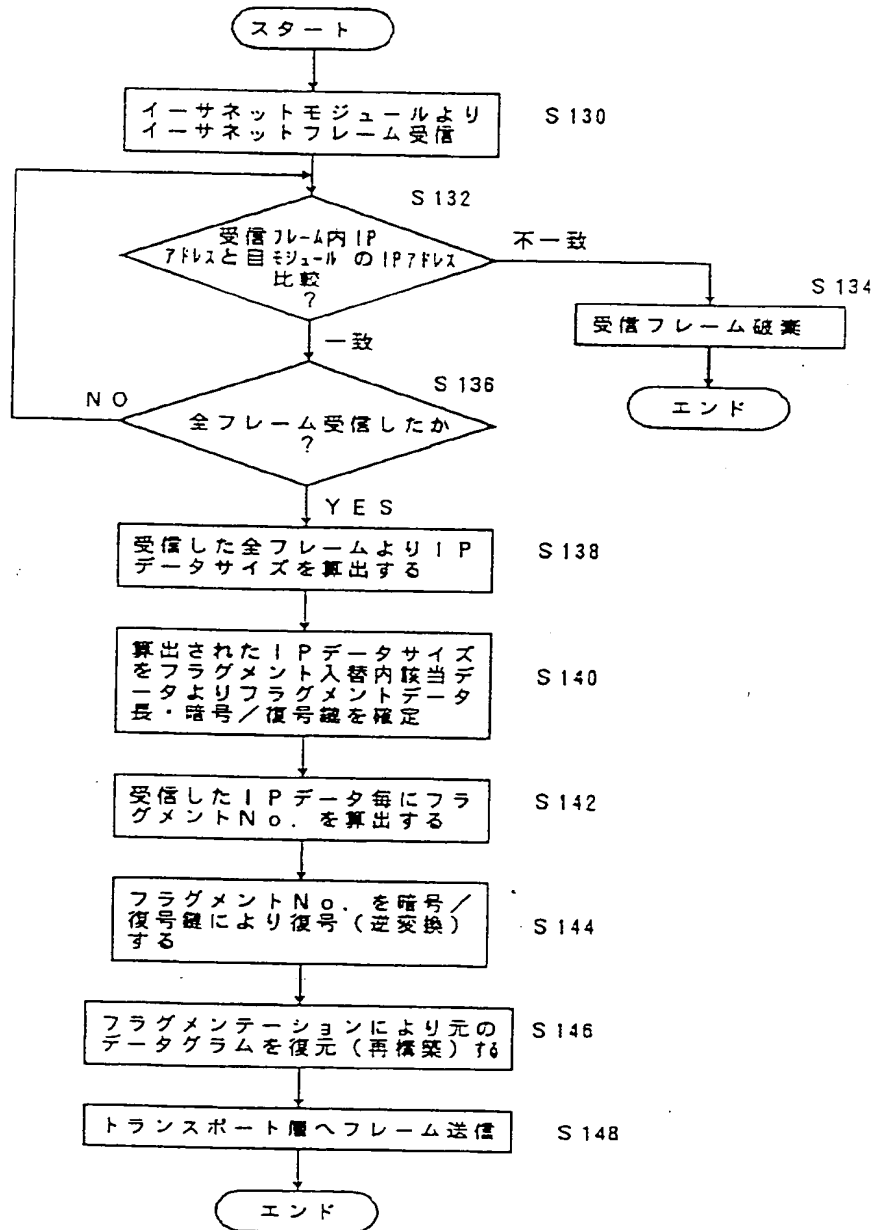 スタート
イーサネットモジュールより
イーサネットフレーム受信
S130
S132
受信フレーム内IP
アドレスと自モジュールのIPアドレス
比較
?
不一致
S134
受信フレーム破棄
エンド
一致
S136
NO
全フレーム受信したか
?
YES
受信した全フレームよりIP
データサイズを算出する
S138
算出されたIPデータサイズ
をフラグメント入替内該当デ
ータよりフラグメントデータ
長・暗号/復号鍵を確定
S140
受信したIPデータ毎にフラ
グメントNo.を算出する
S142
フラグメントNo.を暗号/
復号鍵により復号(逆変換)
する
S144
フラグメンテーションにより元の
データグラムを復元(再構築)する
S146
トランスポート層へフレーム送信
S148
エンド